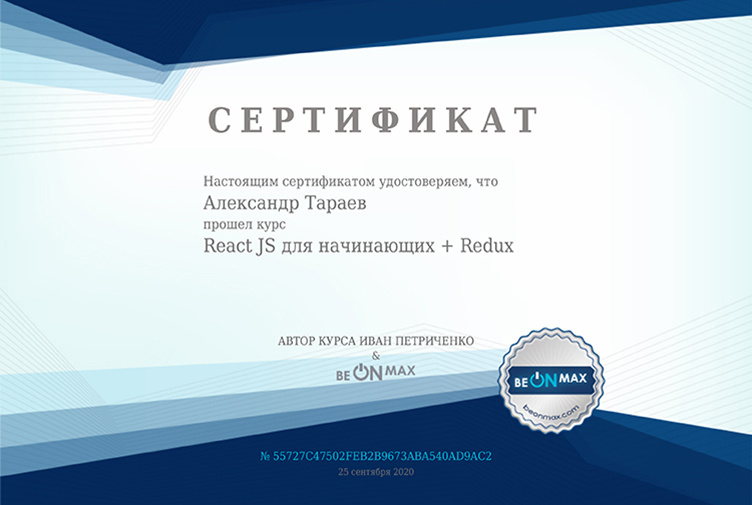 СЕРТИФИКАТ
Настоящим сертификатом удостоверяем, что
Александр Тараев
прошел курс
React JS для начинающих + Redux
АВТОР КУРСА ИВАН ПЕТРИЧЕНКО
&
BE ON MAX
BE ON MAX
beonmax.com
№ 55727C47502FEB2B9673ABA540AD9AC2
25 сентября 2020